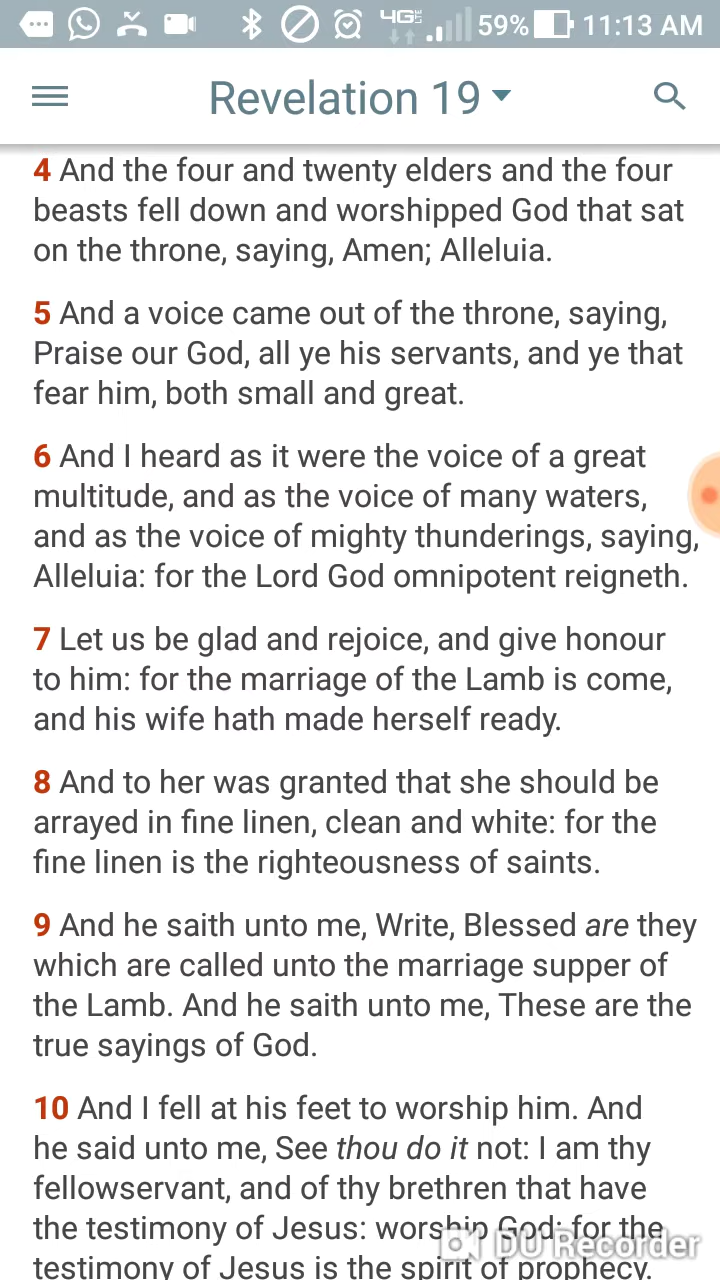 4G LTE 59% 11:13 AM
Revelation 19
4 And the four and twenty elders and the four
beasts fell down and worshipped God that sat
on the throne, saying, Amen; Alleluia.
5 And a voice came out of the throne, saying,
Praise our God, all ye his servants, and ye that
fear him, both small and great.
6 And I heard as it were the voice of a great
multitude, and as the voice of many waters,
and as the voice of mighty thunderings, saying,
Alleluia: for the Lord God omnipotent reigneth.
7 Let us be glad and rejoice, and give honour
to him: for the marriage of the Lamb is come,
and his wife hath made herself ready.
8 And to her was granted that she should be
arrayed in fine linen, clean and white: for the
fine linen is the righteousness of saints.
9 And he saith unto me, Write, Blessed are they
which are called unto the marriage supper of
the Lamb. And he saith unto me, These are the
true sayings of God.
10 And I fell at his feet to worship him. And
he said unto me, See thou do it not: I am thy
fellowservant, and of thy brethren that have
the testimony of Jesus: worship God: for the
DU Recorder
testimony of Jesus is the spirit of prophecy.